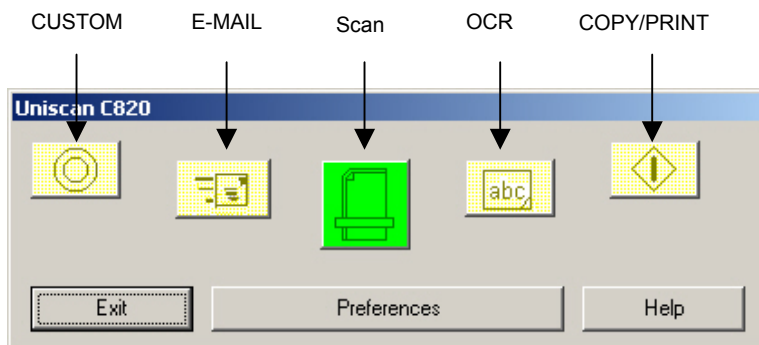 CUSTOM E-MAIL Scan OCR COPY/PRINT
Uniscan C820
abc
Exit Preferences Help